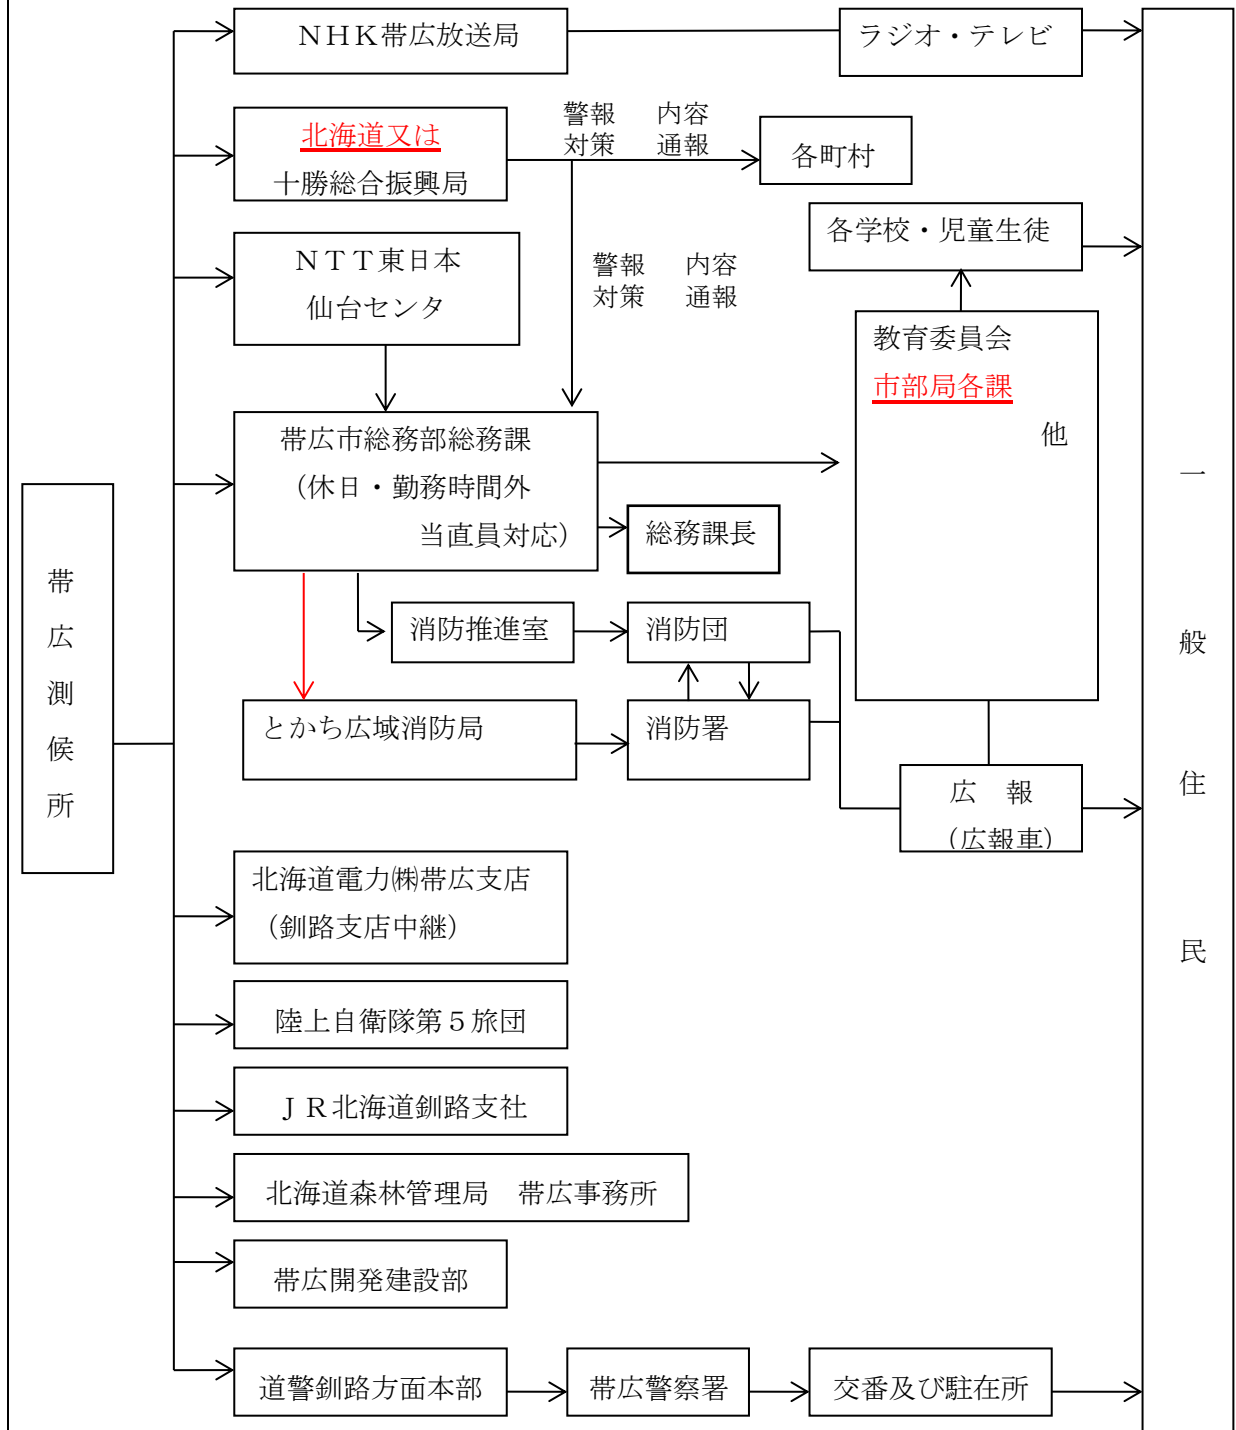 ＮＨＫ帯広放送局
ラジオ・テレビ
北海道又は
十勝総合振興局
警報　内容
対策　通報
各町村
各学校・児童生徒
ＮＴＴ東日本
仙台センタ
警報　内容
対策　通報
教育委員会
市部局各課
他
帯広市総務部総務課
（休日・勤務時間外
当直員対応）
総務課長
消防推進室
消防団
とかち広域消防局
消防署
広　報
（広報車）
帯広測候所
一般住民
北海道電力㈱帯広支店
（釧路支店中継）
陸上自衛隊第５旅団
ＪＲ北海道釧路支社
北海道森林管理局　帯広事務所
帯広開発建設部
道警釧路方面本部
帯広警察署
交番及び駐在所